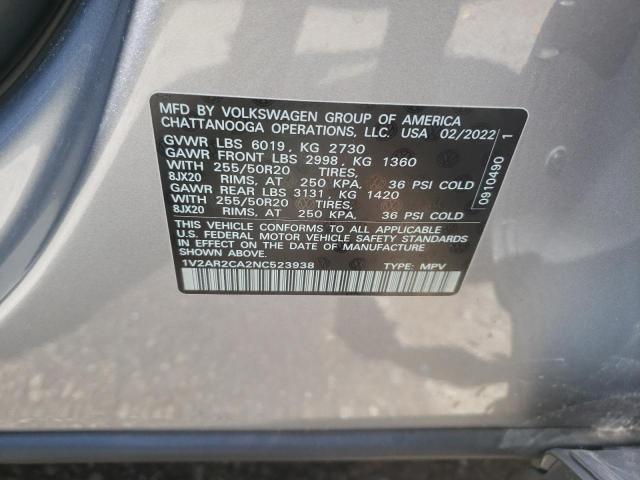 MFD BY VOLKSWAGEN GROUP OF AMERICA
CHATTANOOGA OPERATIONS, LLC. USA 02/2022
GVWR LBS 6019, KG 2730
GAWR FRONT LBS 2998, KG 1360
WITH 255/50R20 TIRES,
8JX20 RIMS, AT 250 KPA, 36 PSI COLD
GAWR REAR LBS 3131, KG 1420
WITH 255/50R20 TIRES,
8JX20 RIMS, AT 250 KPA, 36 PSI COLD
THIS VEHICLE CONFORMS TO ALL APPLICABLE
U.S. FEDERAL MOTOR VEHICLE SAFETY STANDARDS
IN EFFECT ON THE DATE OF MANUFACTURE
SHOWN ABOVE.
1V2AR2CA2NC523938 TYPE: MPV
0910490 1